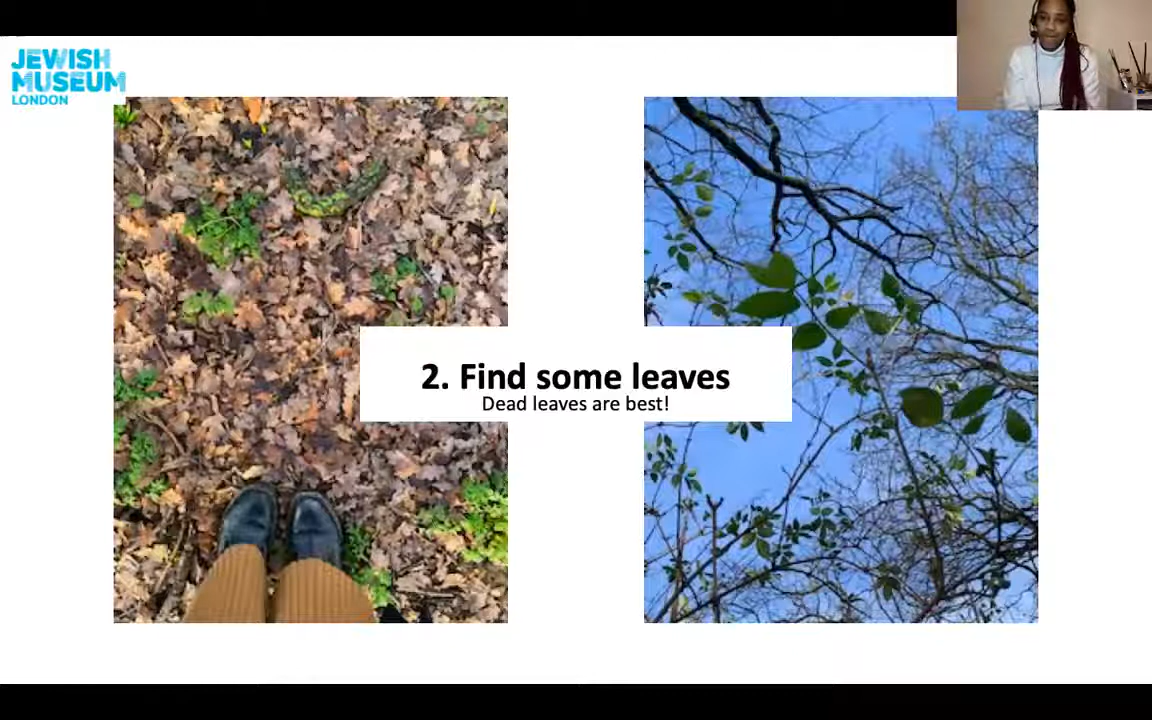 JEWISH
MUSEUM
LONDON
2. Find some leaves
Dead leaves are best!